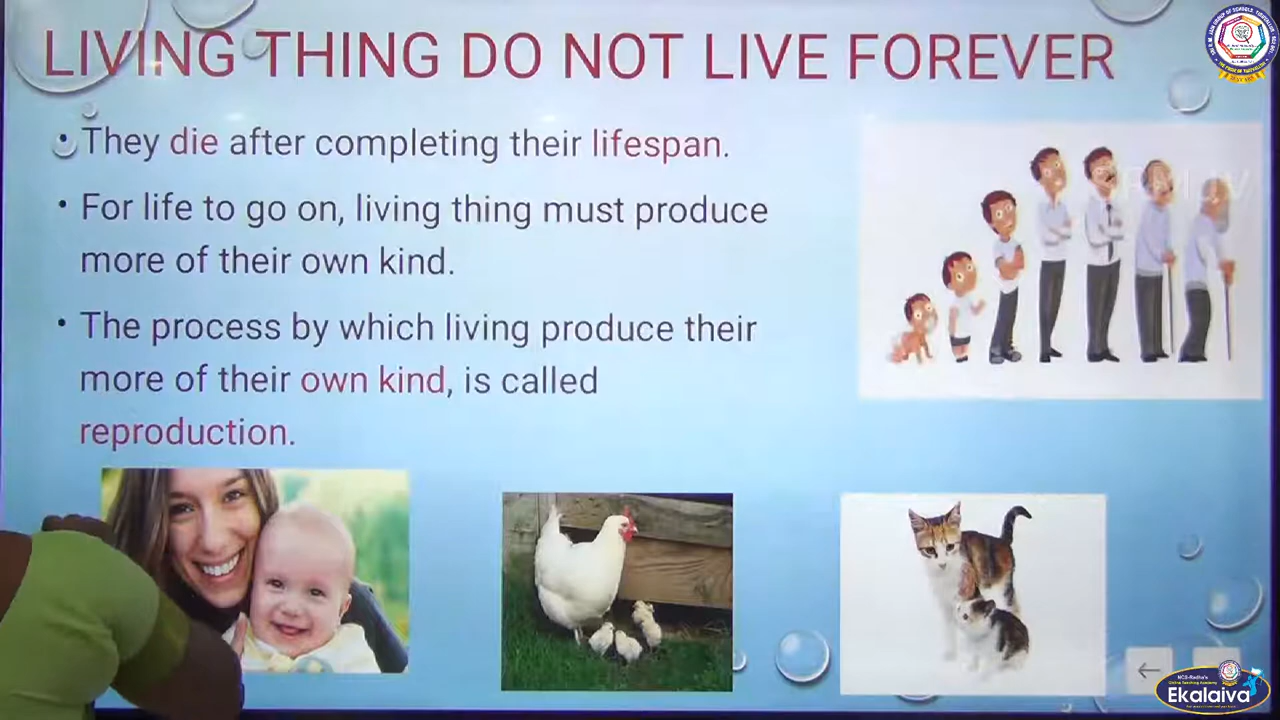 LIVING THING DO NOT LIVE FOREVER
• They die after completing their lifespan.
• For life to go on, living thing must produce
more of their own kind.
• The process by which living produce their
more of their own kind, is called
reproduction.
Ekalaiva